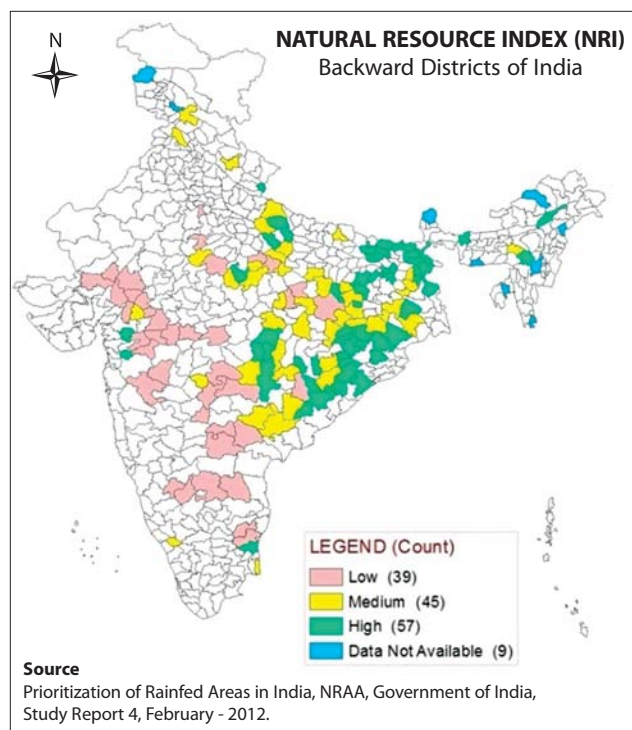 NATURAL RESOURCE INDEX (NRI)
Backward Districts of India
N
LEGEND (Count)
Low (39)
Medium (45)
High (57)
Data Not Available (9)
Source
Prioritization of Rainfed Areas in India, NRAA, Government of India,
Study Report 4, February - 2012.